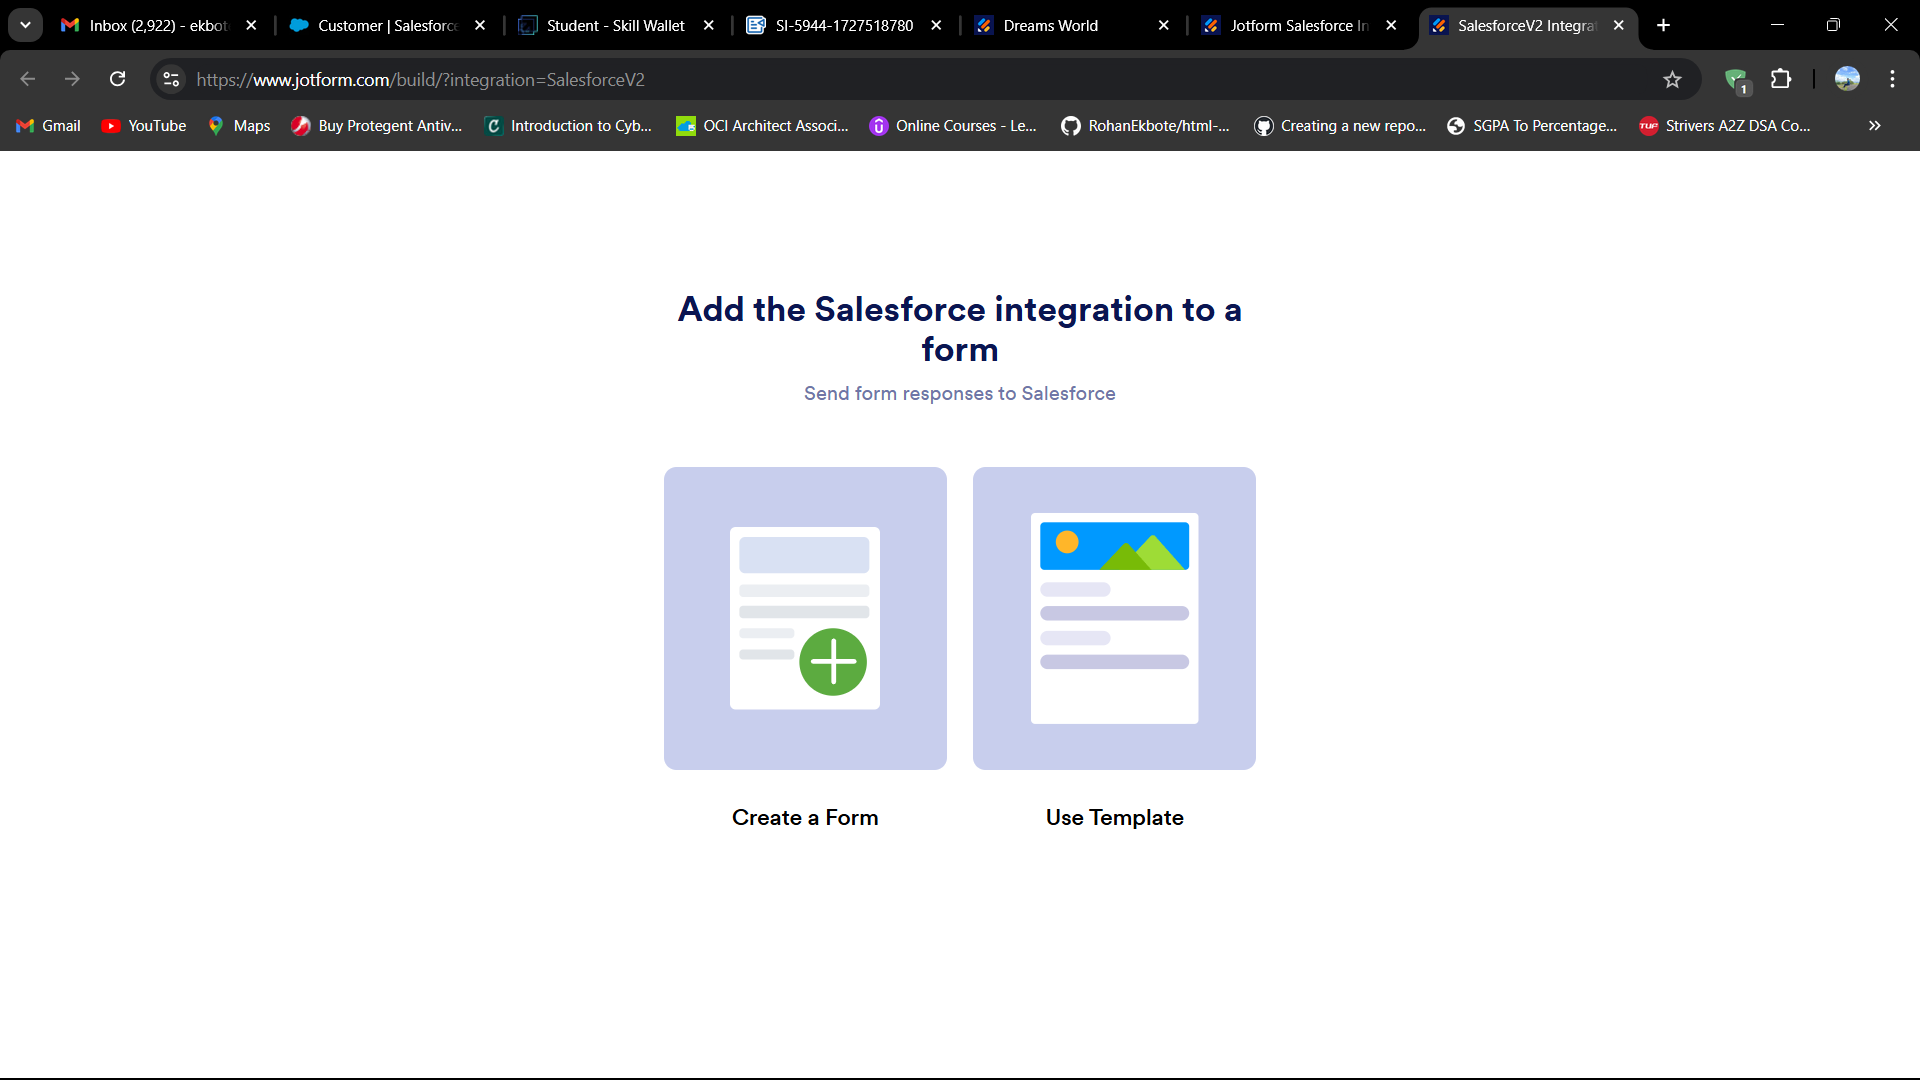 Inbox (2,922) - ekbot
Customer | Salesforce
Student - Skill Wallet
SI-5944-1727518780
Dreams World
Jotform Salesforce In
SalesforceV2 Integra
https://www.jotform.com/build/?integration=SalesforceV2
1
Gmail
YouTube
Maps
Buy Protegent Antiv...
Introduction to Cyb...
OCI Architect Associ...
Online Courses - Le...
RohanEkbote/html-...
Creating a new repo...
SGPA To Percentage...
TUF
Strivers A2Z DSA Co...
Add the Salesforce integration to a
form
Send form responses to Salesforce
Create a Form
Use Template